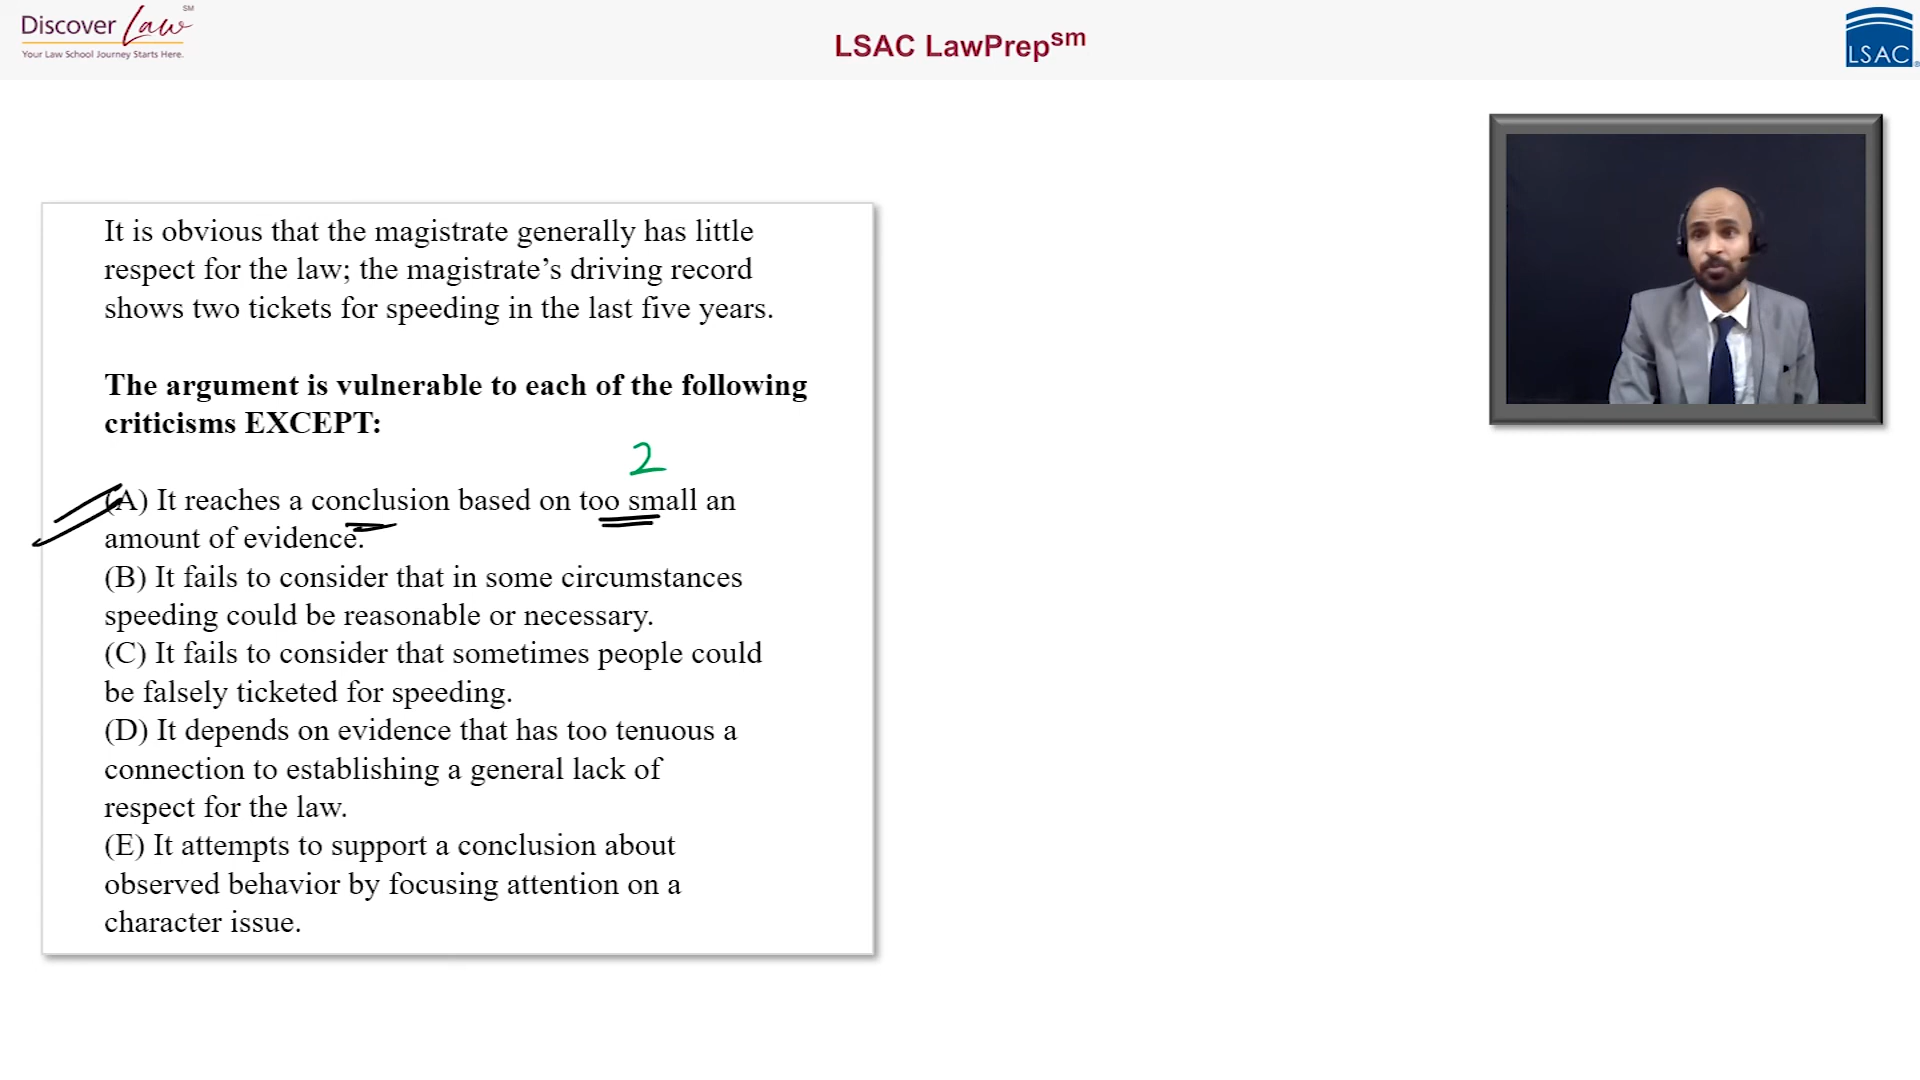 Discover Law SM
Your Law School Journey Starts Here.
LSAC LawPrepsm
LSAC®
It is obvious that the magistrate generally has little
respect for the law; the magistrate’s driving record
shows two tickets for speeding in the last five years.
The argument is vulnerable to each of the following
criticisms EXCEPT:
2
(A) It reaches a conclusion based on too small an
amount of evidence.
(B) It fails to consider that in some circumstances
speeding could be reasonable or necessary.
(C) It fails to consider that sometimes people could
be falsely ticketed for speeding.
(D) It depends on evidence that has too tenuous a
connection to establishing a general lack of
respect for the law.
(E) It attempts to support a conclusion about
observed behavior by focusing attention on a
character issue.